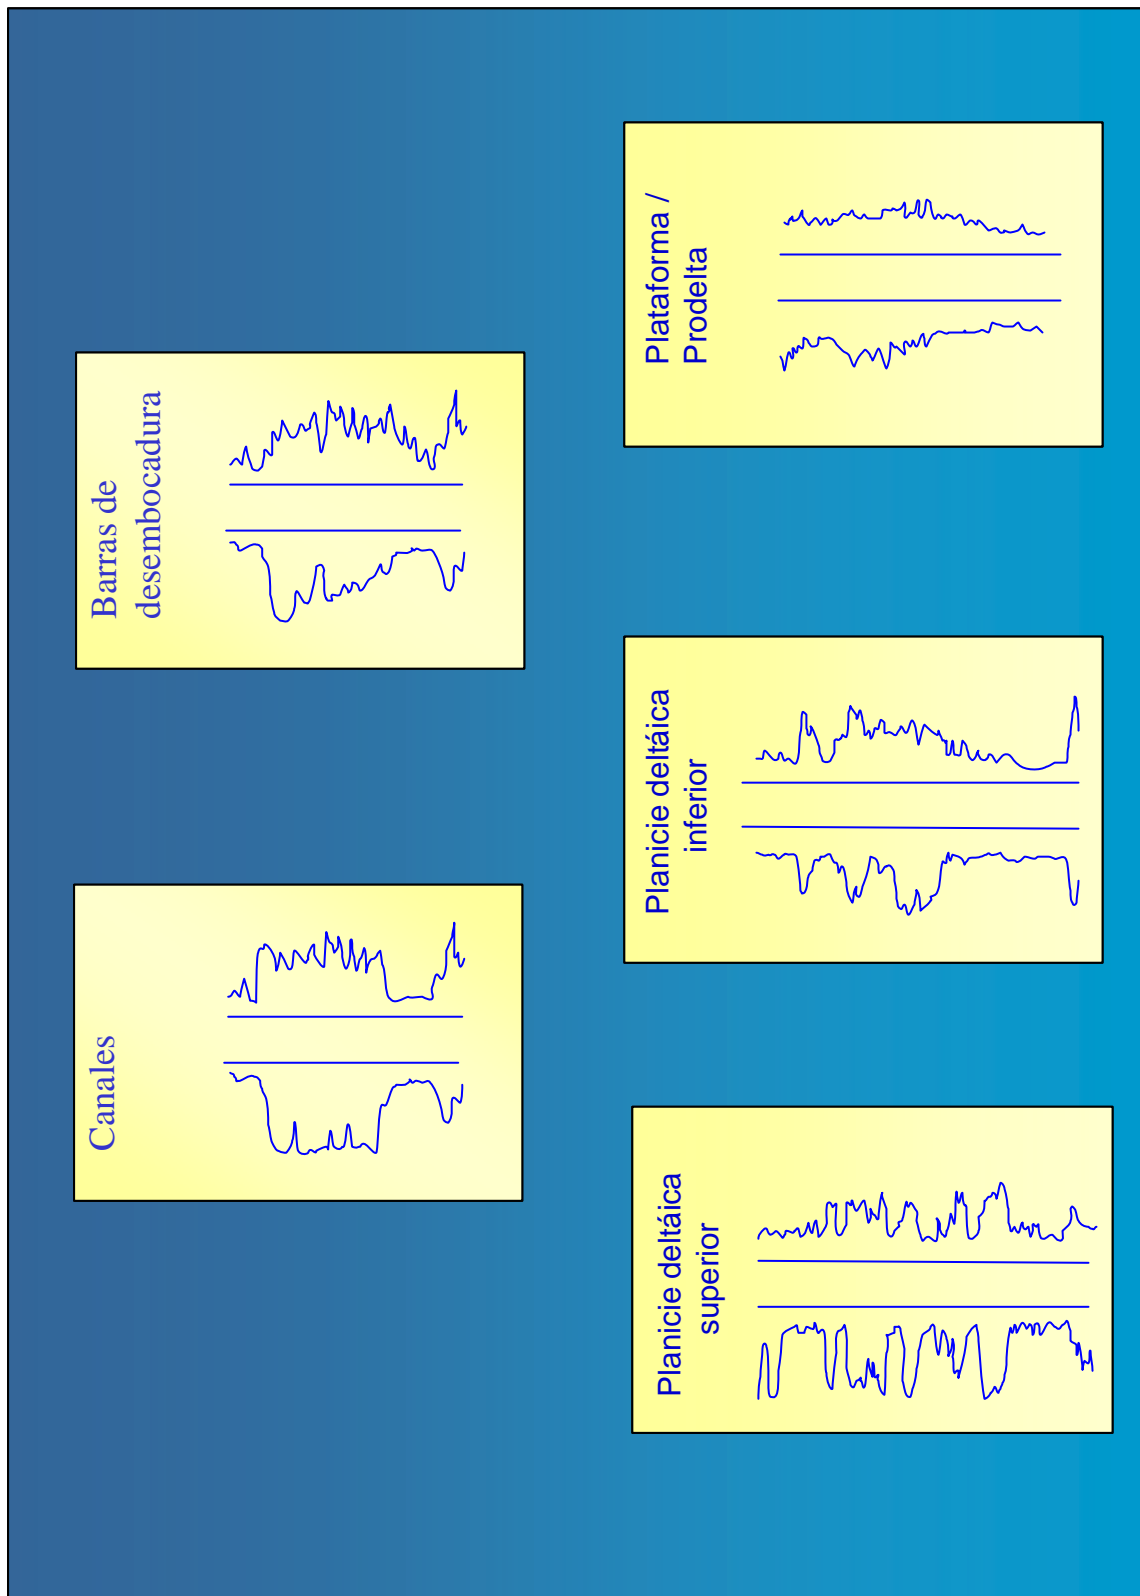 Canales
Barras de
desembocadura
Planicie deltáica
superior
Planicie deltáica
inferior
Plataforma /
Prodelta